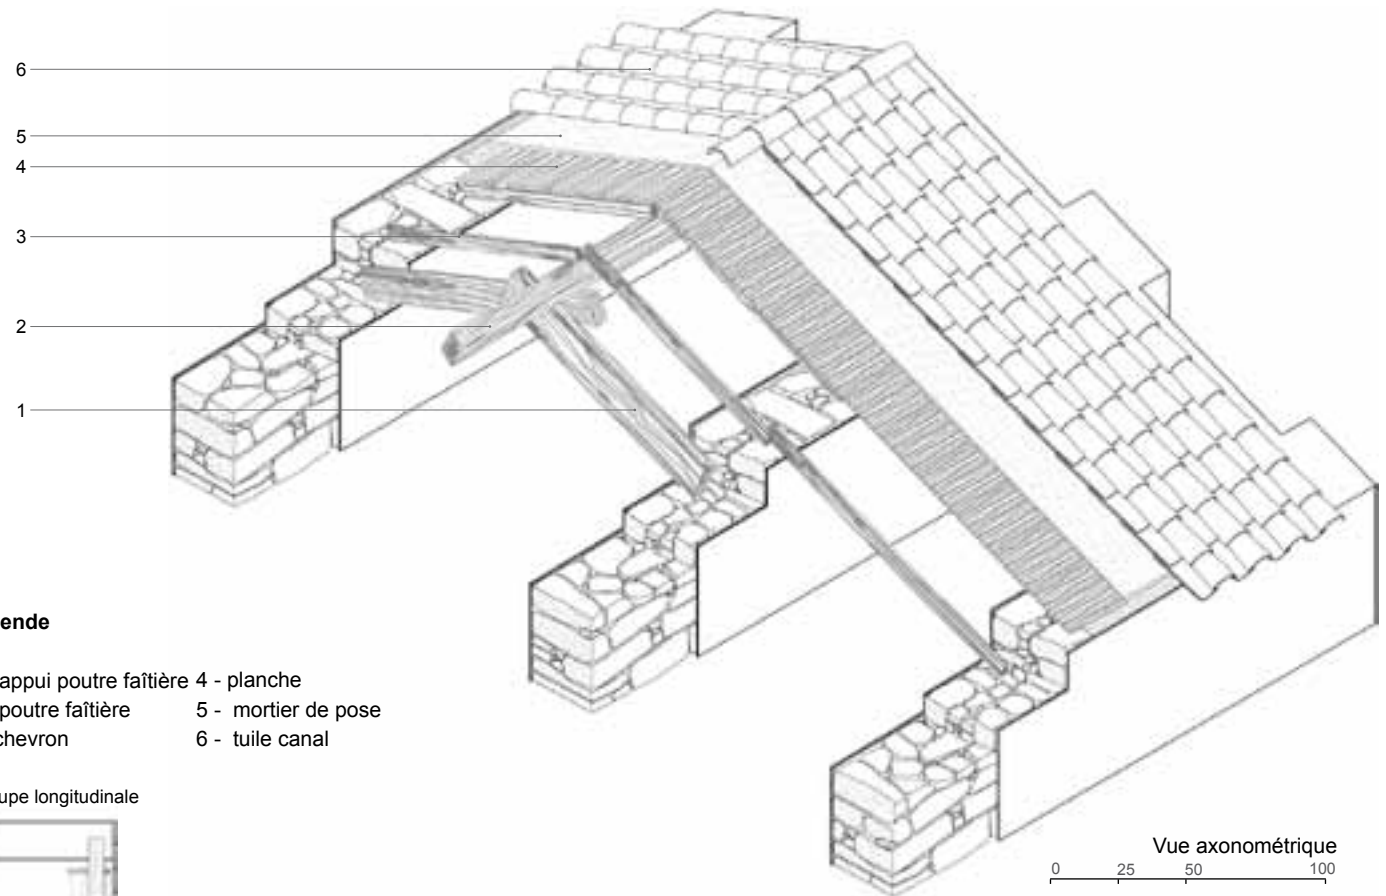 6
5
4
3
2
1
ende
appui poutre faîtière 4 - planche
poutre faîtière 5 - mortier de pose
chevron 6 - tuile canal
upe longitudinale
Vue axonométrique
0 25 50 100